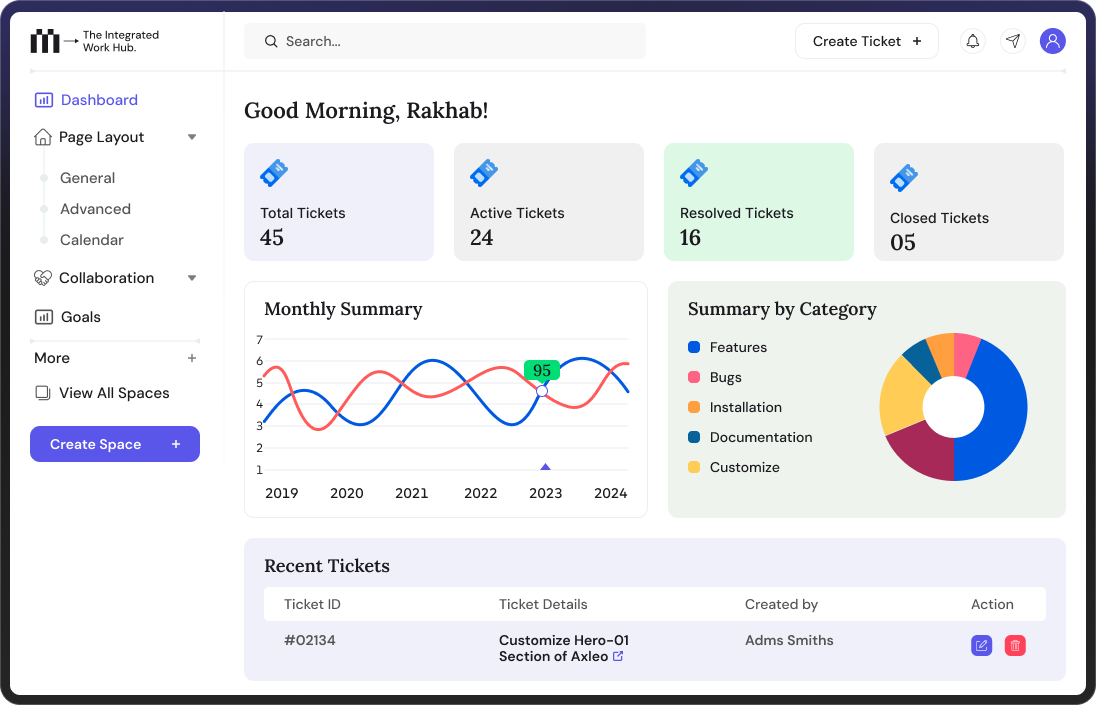 The Integrated
Work Hub.
Search...
Create Ticket +
Dashboard
Page Layout
General
Advanced
Calendar
Collaboration
Goals
More +
View All Spaces
Create Space +
Good Morning, Rakhab!
Total Tickets
45
Active Tickets
24
Resolved Tickets
16
Closed Tickets
05
Monthly Summary
7
6
5
4
3
2
1
95
2019 2020 2021 2022 2023 2024
Summary by Category
Features
Bugs
Installation
Documentation
Customize
Recent Tickets
Ticket ID Ticket Details Created by Action
#02134 Customize Hero-01 Adms Smiths
Section of Axleo